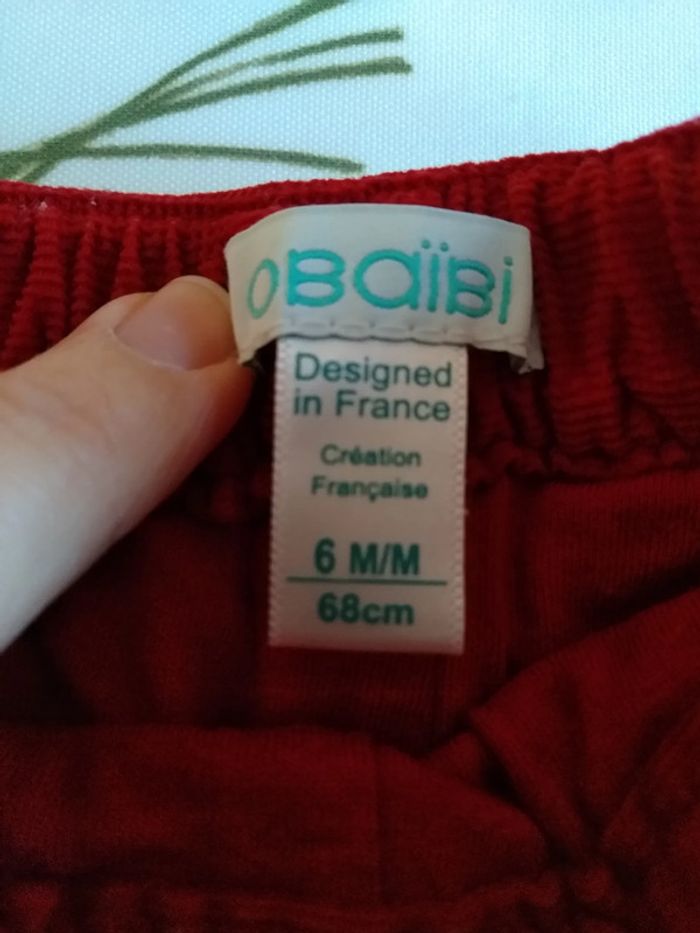 OBaïBi
Designed
in France
Création
Française
6 M/M
68cm